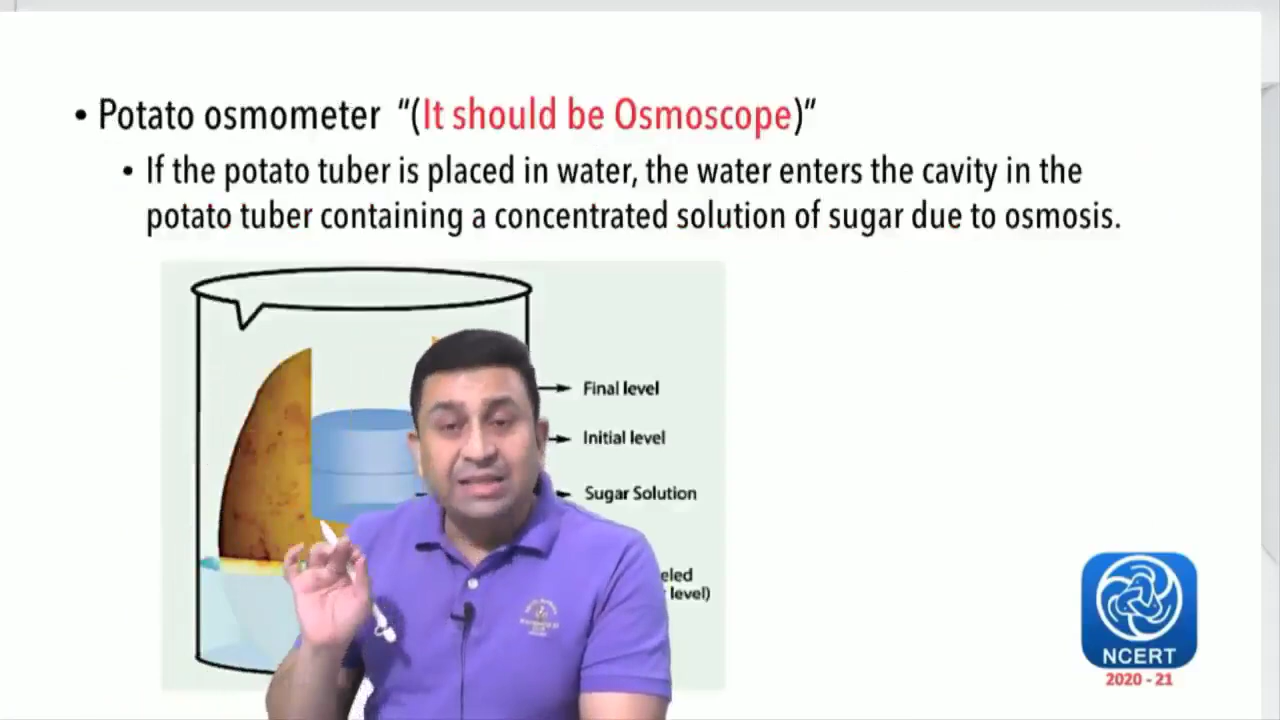 • Potato osmometer “(It should be Osmoscope)”
• If the potato tuber is placed in water, the water enters the cavity in the
potato tuber containing a concentrated solution of sugar due to osmosis.
Final level
Initial level
Sugar Solution
eled
level)
NCERT
2020 - 21